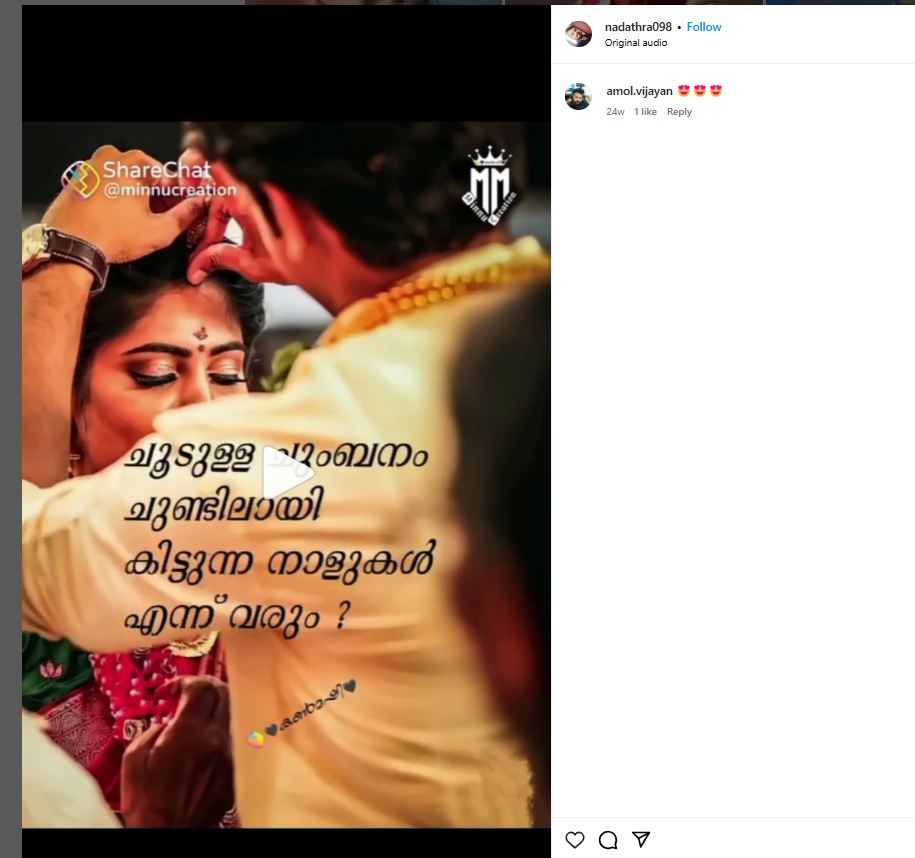 nadathra098 • Follow
Original audio
amol.vijayan 😍😍😍
24w 1 like Reply
ShareChat
@minnucreation
MM
Minnu Creation
ചൂടുള്ള ചുംബനം
ചുണ്ടിലായി
കിട്ടുന്ന നാളുകൾ
എന്ന് വരും ?
🖤കൺമഷി🖤